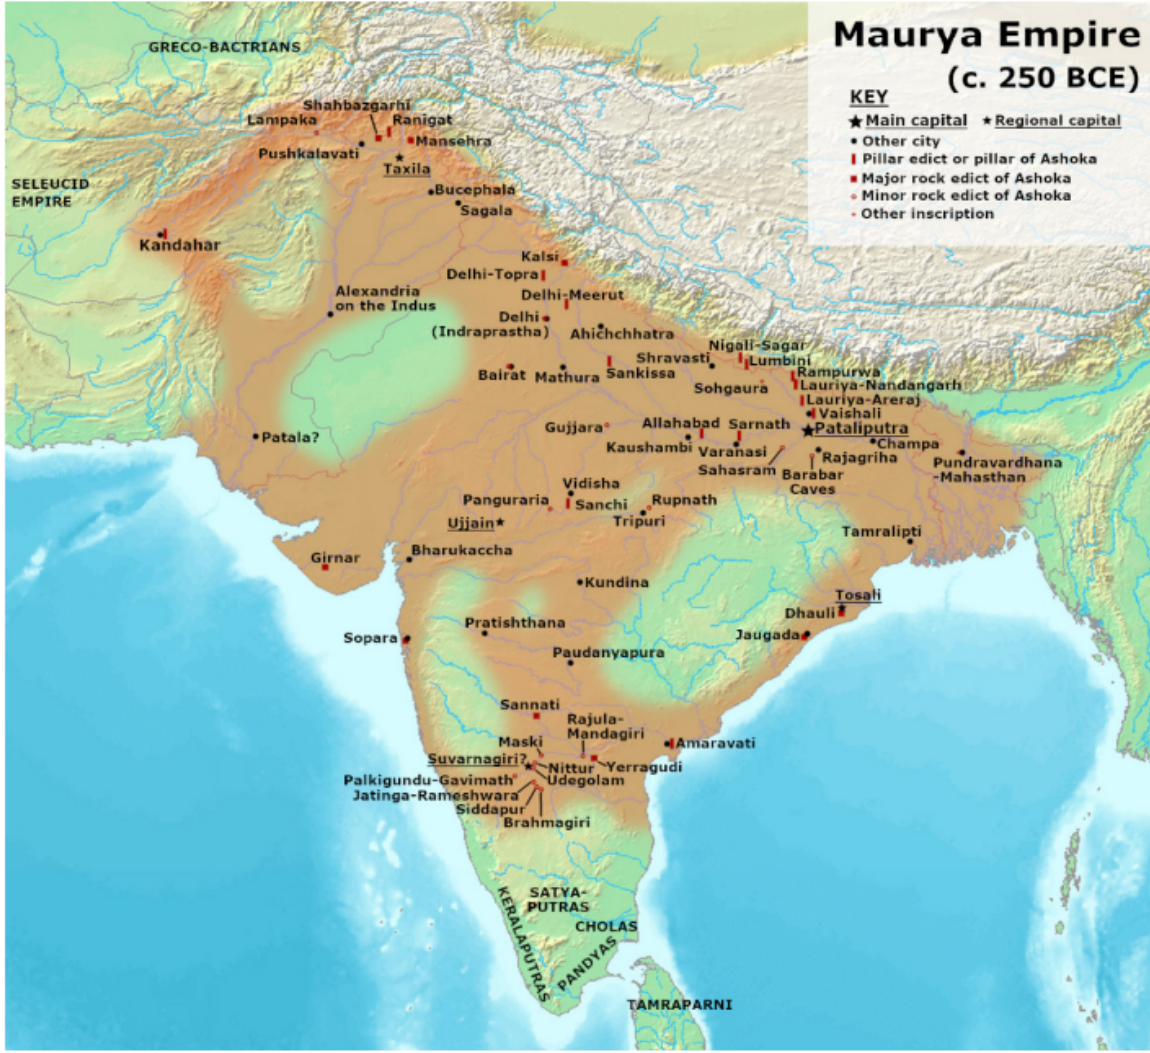 Maurya Empire
(c. 250 BCE)
KEY
Main capital
Regional capital
Other city
Pillar edict or pillar of Ashoka
Major rock edict of Ashoka
Minor rock edict of Ashoka
Other inscription
GRECO-BACTRIANS
Shahbazgarhi
Lampaka
Ranigat
Pushkalavati
Mansehra
Taxila
SELEUCID
EMPIRE
Bucephala
Sagala
Kandahar
Kalsi
Delhi-Topra
Alexandria
on the Indus
Delhi-Meerut
Delhi
(Indraprastha)
Ahichchhatra
Nigali-Sagar
Shravasti
Lumbini
Bairat
Mathura
Sankissa
Rampurwa
Sohgaura
Lauriya-Nandangarh
Lauriya-Areraj
Vaishali
Patala?
Gujjara
Allahabad
Sarnath
Pataliputra
Kaushambi
Varanasi
Champa
Sahasram
Rajagriha
Pundravardhana
-Mahasthan
Barabar
Caves
Vidisha
Panguraria
Sanchi
Rupnath
Ujjain
Tripuri
Tamralipti
Girnar
Bharukaccha
Kundina
Tosali
Dhauli
Sopara
Pratishthana
Jaugada
Paudanyapura
Sannati
Rajula-
Mandagiri
Maski
Amaravati
Suvarnagiri?
Nittur
Yerragudi
Palkigundu-Gavimath
Udegolam
Jatinga-Rameshwara
Siddapur
Brahmagiri
SATYA-
PUTRAS
KERALAPUTRAS
CHOLAS
PANDYAS
TAMRAPARNI